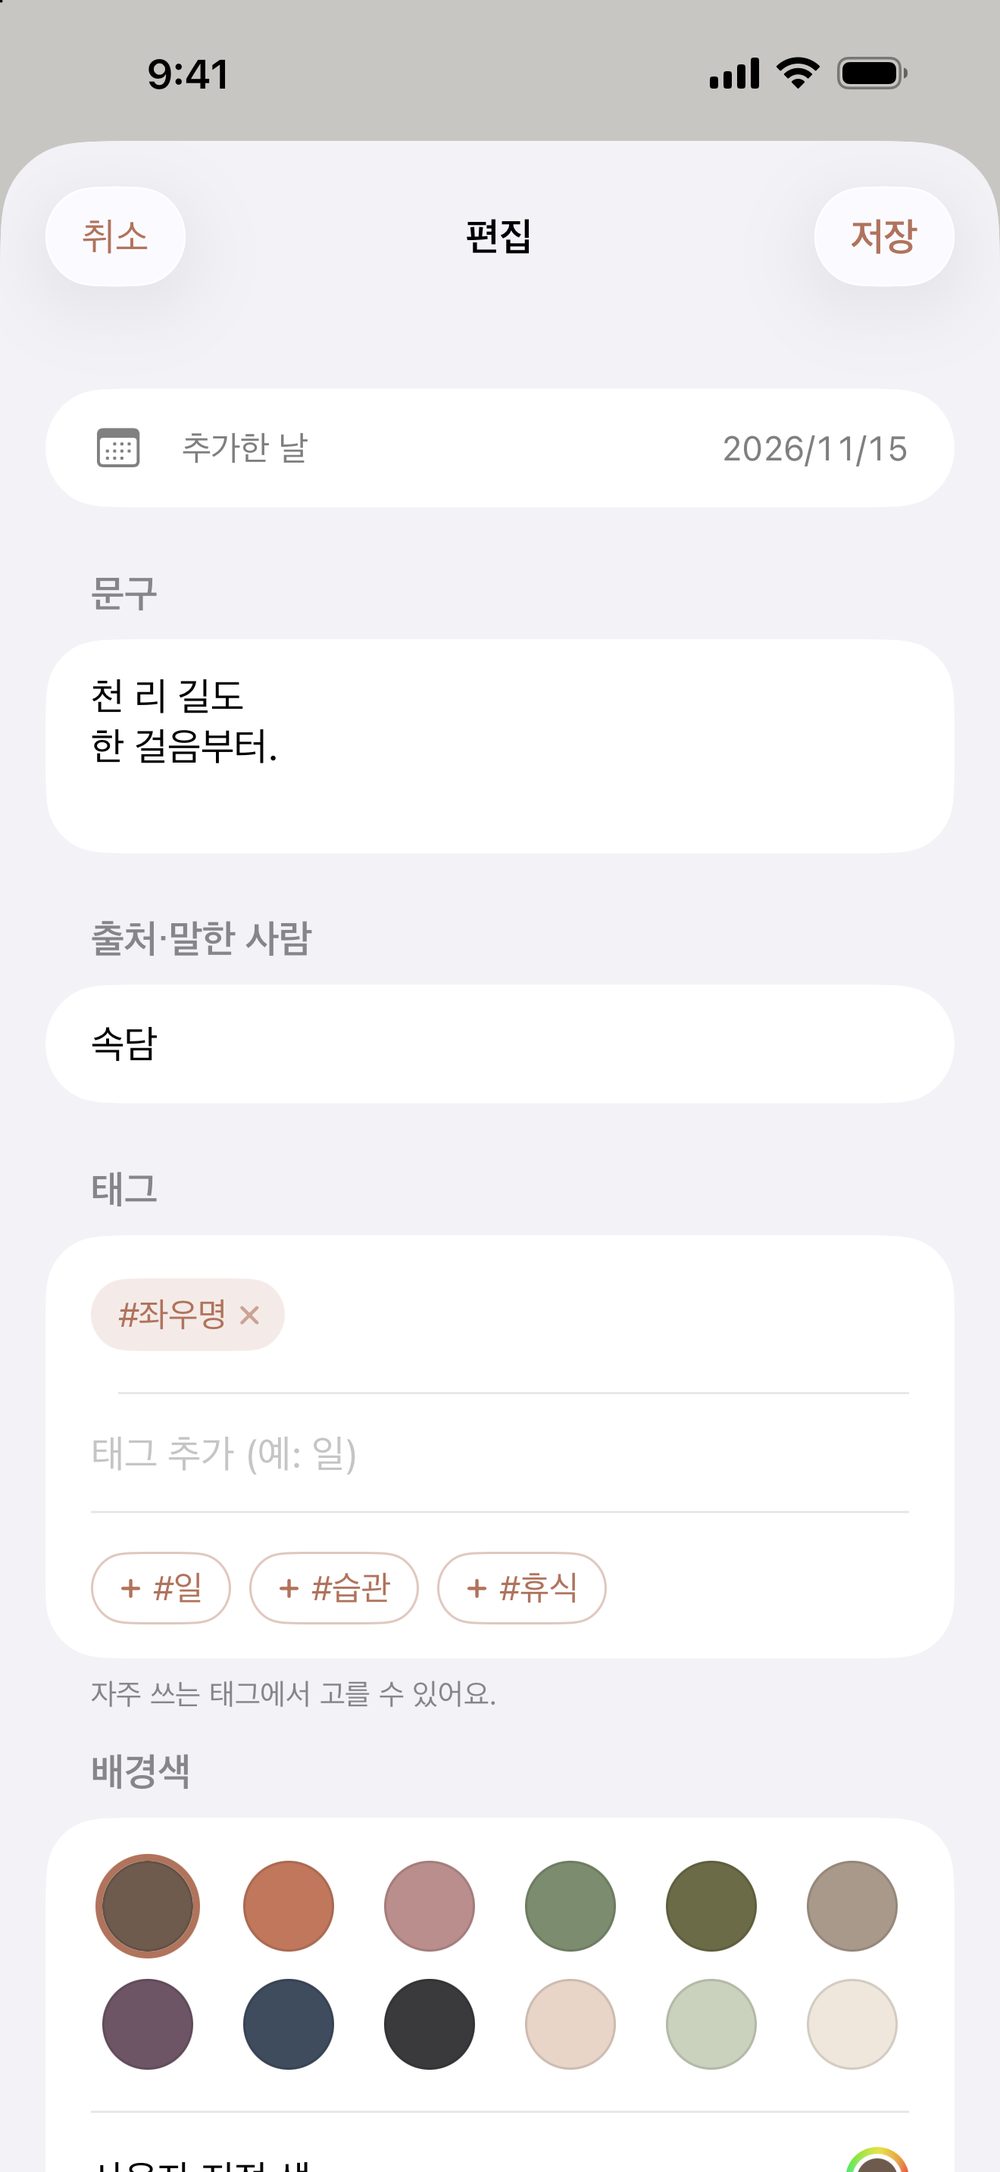 9:41
취소
편집
저장
추가한 날
2026/11/15
문구
천 리 길도
한 걸음부터.
출처·말한 사람
속담
태그
#좌우명 ×
태그 추가 (예: 일)
+ #일
+ #습관
+ #휴식
자주 쓰는 태그에서 고를 수 있어요.
배경색